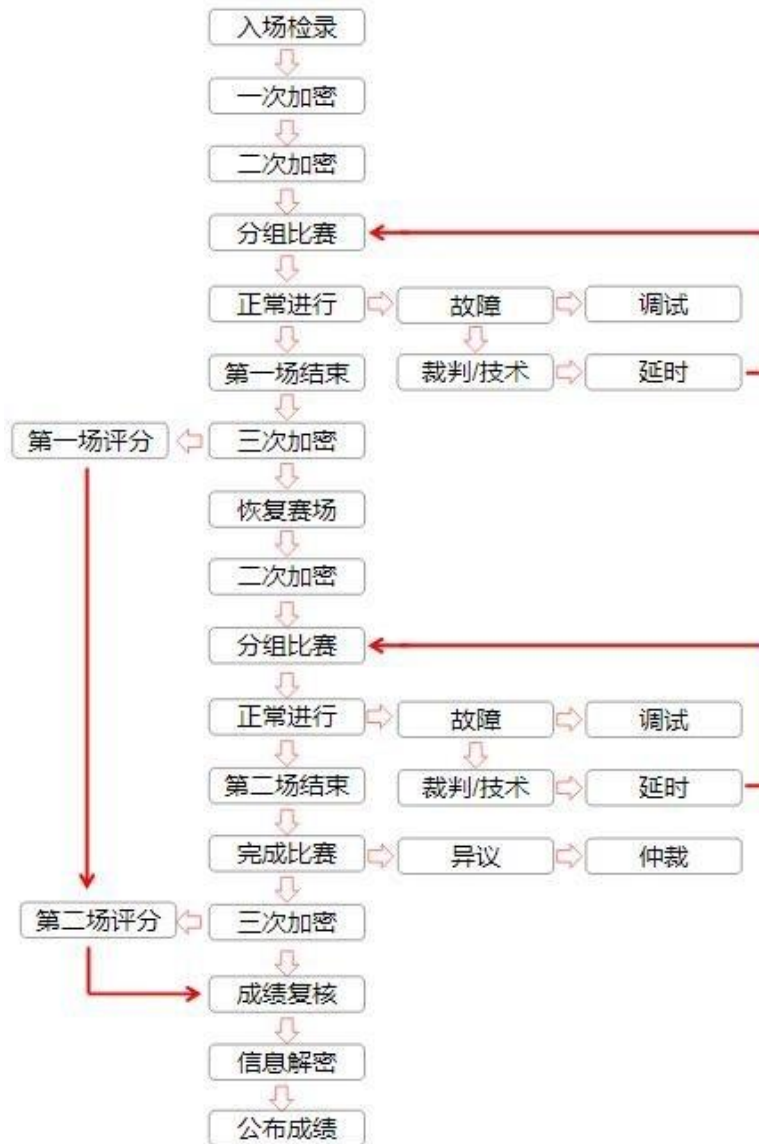 入场检录
一次加密
二次加密
分组比赛
正常进行 故障 调试
第一场结束 裁判/技术 延时
第一场评分 三次加密
恢复赛场
二次加密
分组比赛
正常进行 故障 调试
第二场结束 裁判/技术 延时
完成比赛 异议 仲裁
第二场评分 三次加密
成绩复核
信息解密
公布成绩